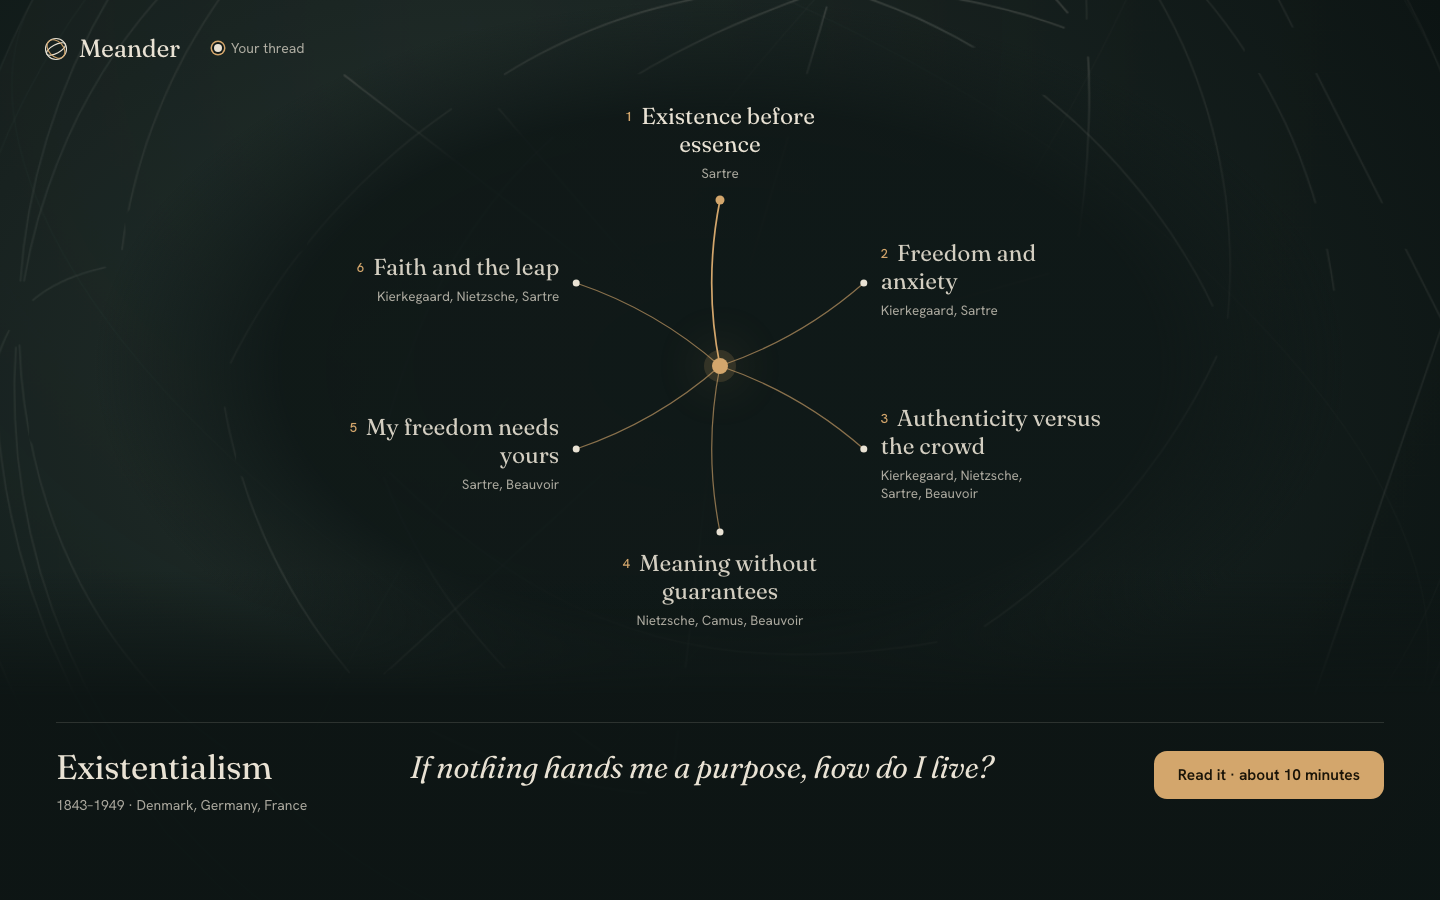 Meander
Your thread
1 Existence before
essence
Sartre
2 Freedom and
anxiety
Kierkegaard, Sartre
3 Authenticity versus
the crowd
Kierkegaard, Nietzsche,
Sartre, Beauvoir
4 Meaning without
guarantees
Nietzsche, Camus, Beauvoir
5 My freedom needs
yours
Sartre, Beauvoir
6 Faith and the leap
Kierkegaard, Nietzsche, Sartre
Existentialism
1843–1949 · Denmark, Germany, France
If nothing hands me a purpose, how do I live?
Read it · about 10 minutes